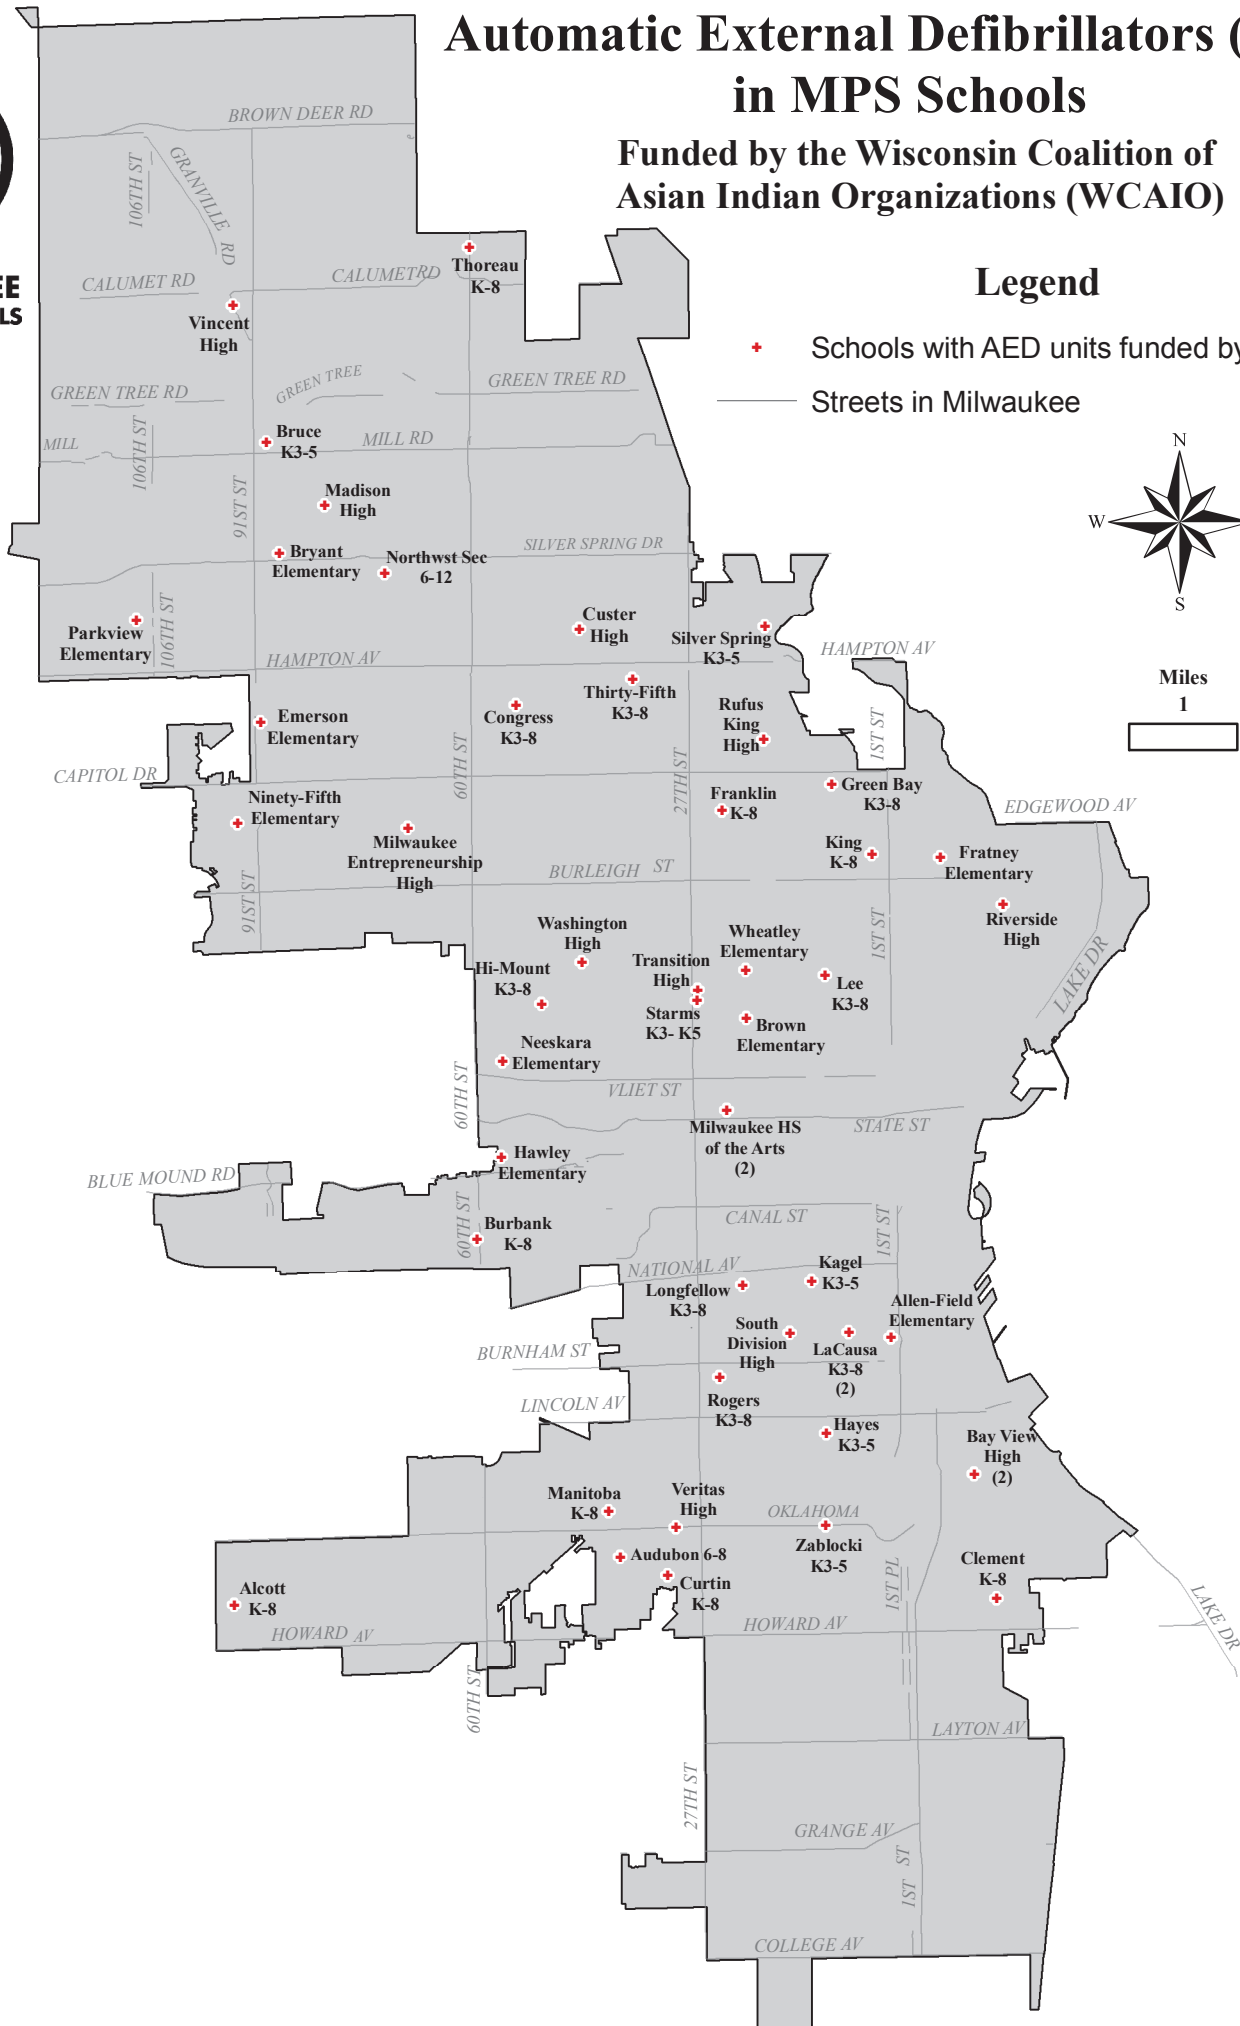 Automatic External Defibrillators (
in MPS Schools
Funded by the Wisconsin Coalition of
Asian Indian Organizations (WCAIO)
EE
LS
Legend
Schools with AED units funded by
Streets in Milwaukee
N
W
S
Miles
1
BROWN DEER RD
106TH ST
GRANVILLE RD
CALUMET RD
CALUMET RD
Thoreau
K-8
Vincent
High
GREEN TREE RD
GREEN TREE
GREEN TREE RD
MILL
106TH ST
Bruce
K3-5
MILL RD
91ST ST
Madison
High
Bryant
Elementary
Northwst Sec
6-12
SILVER SPRING DR
Parkview
Elementary
106TH ST
Custer
High
Silver Spring
K3-5
HAMPTON AV
HAMPTON AV
Thirty-Fifth
K3-8
Congress
K3-8
Rufus
King
High
1ST ST
Emerson
Elementary
60TH ST
27TH ST
CAPITOL DR
Ninety-Fifth
Elementary
Franklin
K-8
Green Bay
K3-8
EDGEWOOD AV
Milwaukee
Entrepreneurship
High
King
K-8
Fratney
Elementary
BURLEIGH ST
91ST ST
Riverside
High
1ST ST
LAKE DR
Washington
High
Wheatley
Elementary
Transition
High
Hi-Mount
K3-8
Lee
K3-8
Starms
K3- K5
Brown
Elementary
Neeskara
Elementary
60TH ST
VLIET ST
Milwaukee HS
of the Arts
(2)
STATE ST
Hawley
Elementary
BLUE MOUND RD
60TH ST
Burbank
K-8
CANAL ST
1ST ST
NATIONAL AV
Kagel
K3-5
Longfellow
K3-8
Allen-Field
Elementary
South
Division
High
LaCausa
K3-8
(2)
BURNHAM ST
Rogers
K3-8
LINCOLN AV
Hayes
K3-5
Bay View
High
(2)
Manitoba
K-8
Veritas
High
OKLAHOMA
Zablocki
K3-5
Audubon 6-8
Curtin
K-8
Clement
K-8
1ST PL
Alcott
K-8
LAKE DR
HOWARD AV
HOWARD AV
60TH ST
LAYTON AV
27TH ST
GRANGE AV
1ST ST
COLLEGE AV